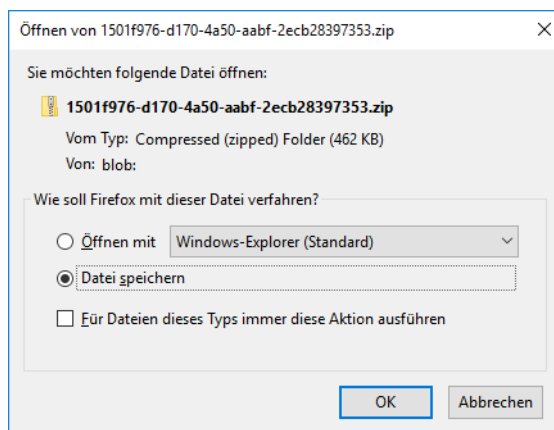 Öffnen von 1501f976-d170-4a50-aabf-2ecb28397353.zip
Sie möchten folgende Datei öffnen:
1501f976-d170-4a50-aabf-2ecb28397353.zip
Vom Typ: Compressed (zipped) Folder (462 KB)
Von: blob:
Wie soll Firefox mit dieser Datei verfahren?
Öffnen mit Windows-Explorer (Standard)
Datei speichern
Für Dateien dieses Typs immer diese Aktion ausführen
OK Abbrechen